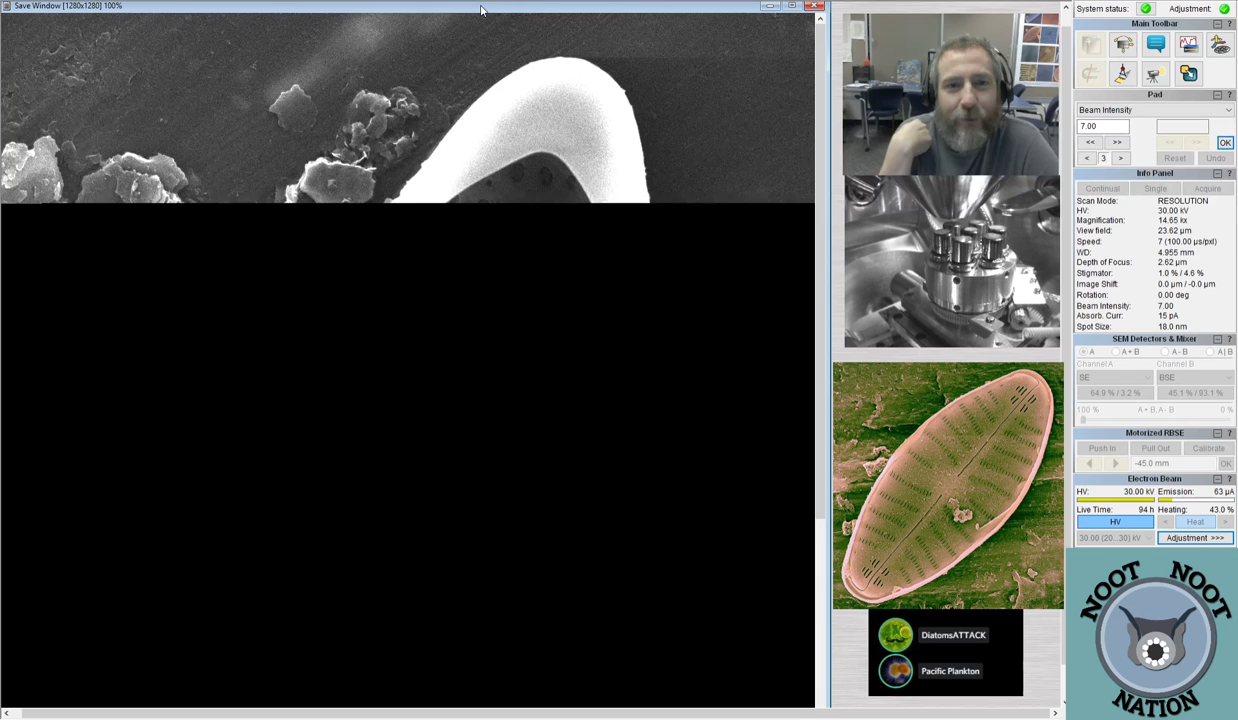 Save Window [1280x1280] 100%
System status: Adjustment:
Main Toolbar
Pad
Beam Intensity
7.00
<< >> << >> OK
< 3 > Reset Undo
Info Panel
Continual Single Acquire
Scan Mode: RESOLUTION
HV: 30.00 kV
Magnification: 14.65 kx
View field: 23.62 µm
Speed: 7 (100.00 µs/pxl)
WD: 4.955 mm
Depth of Focus: 2.62 µm
Stigmator: 1.0 % / 4.6 %
Image Shift: 0.0 µm / -0.0 µm
Rotation: 0.00 deg
Beam Intensity: 7.00
Absorb. Curr: 15 pA
Spot Size: 18.0 nm
SEM Detectors & Mixer
A A + B A - B A | B
Channel A Channel B
SE BSE
64.9 % / 3.2 % 45.1 % / 93.1 %
100 % A + B, A - B 0 %
Motorized RBSE
Push In Pull Out Calibrate
-45.0 mm OK
Electron Beam
HV: 30.00 kV Emission: 63 µA
Live Time: 94 h Heating: 43.0 %
HV < Heat >
30.00 (20...30) kV Adjustment >>>
DiatomsATTACK
Pacific Plankton
NOOT NOOT
NATION